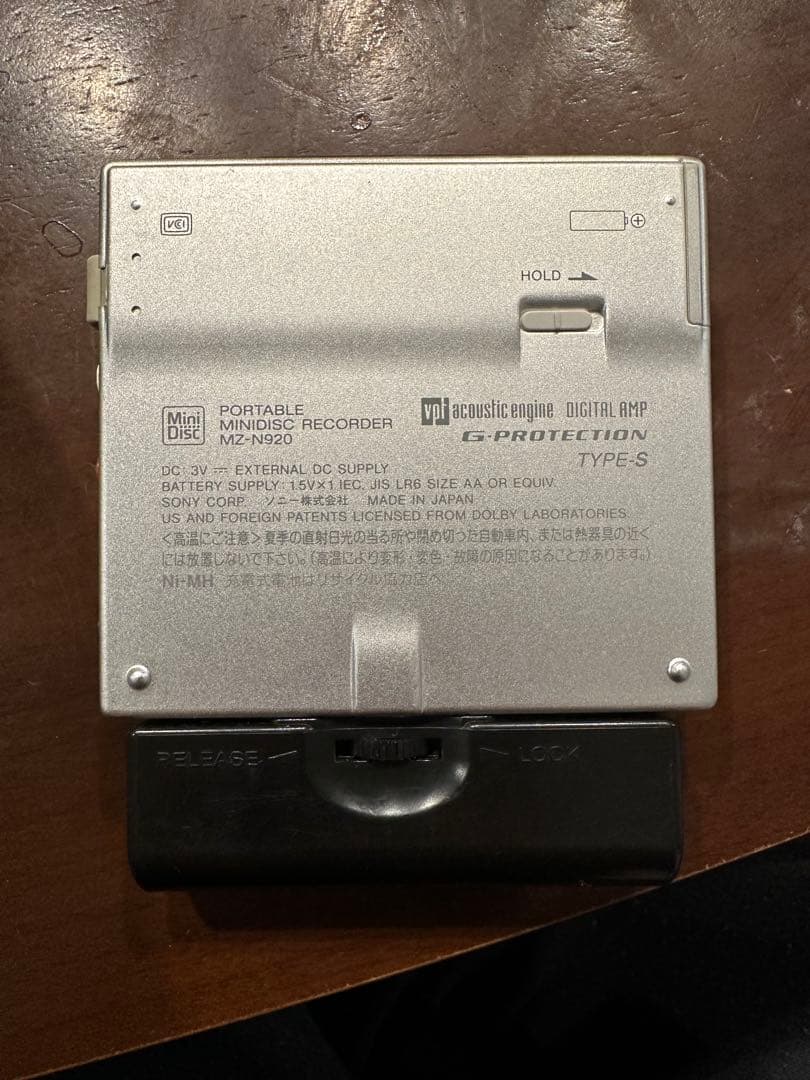 VCCI
⊕
HOLD
Mini Disc
PORTABLE
MINIDISC RECORDER
MZ-N920
vpt acoustic engine DIGITAL AMP
G-PROTECTION
TYPE-S
DC 3V ⎓ EXTERNAL DC SUPPLY
BATTERY SUPPLY: 1.5V×1 IEC, JIS LR6 SIZE AA OR EQUIV.
SONY CORP. ソニー株式会社 MADE IN JAPAN
US AND FOREIGN PATENTS LICENSED FROM DOLBY LABORATORIES.
〈高温にご注意〉夏季の直射日光の当る所や閉め切った自動車内、または熱器具の近く
には放置しないで下さい。(高温により変形・変色・故障の原因になることがあります。)
Ni-MH 充電式電池はリサイクル協力店へ
RELEASE LOCK